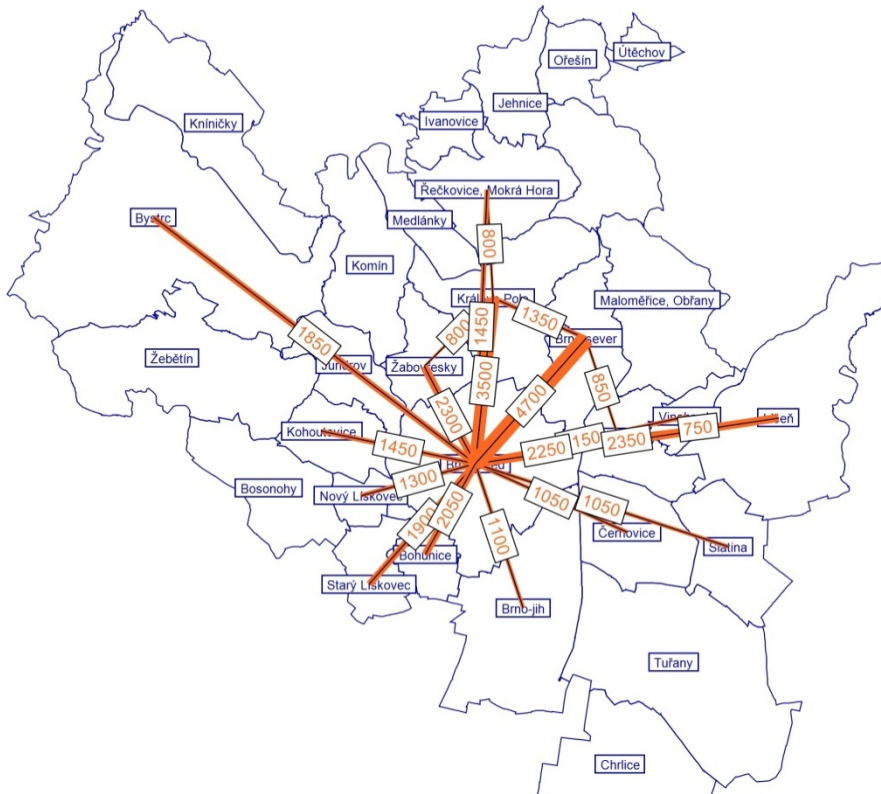 Útěchov
Ořešín
Jehnice
Ivanovice
Kníničky
Řečkovice, Mokrá Hora
Bystrc
Medlánky
800
Komín
Maloměřice, Obřany
1350
1450
800
1850
Žebětín
Žabovřesky
3500
850
4700
2300
Kohoutovice
750
2350
2250
150
1450
Bosonohy
1300
Nový Lískovec
1050
1050
1900
2050
Černovice
Slatina
1100
Bohunice
Starý Lískovec
Brno-jih
Tuřany
Chrlice